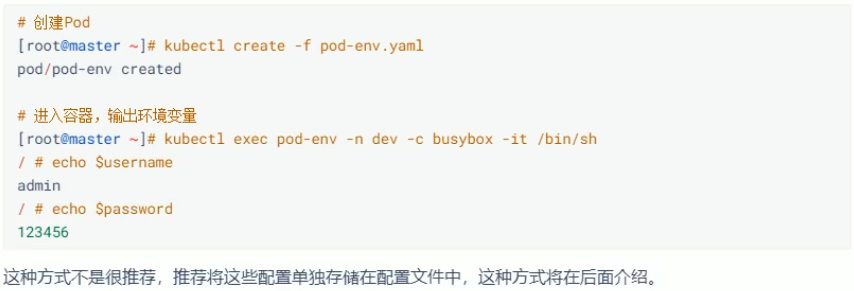 # 创建Pod
[root@master ~]# kubectl create -f pod-env.yaml
pod/pod-env created
# 进入容器，输出环境变量
[root@master ~]# kubectl exec pod-env -n dev -c busybox -it /bin/sh
/ # echo $username
admin
/ # echo $password
123456
这种方式不是很推荐，推荐将这些配置单独存储在配置文件中，这种方式将在后面介绍。